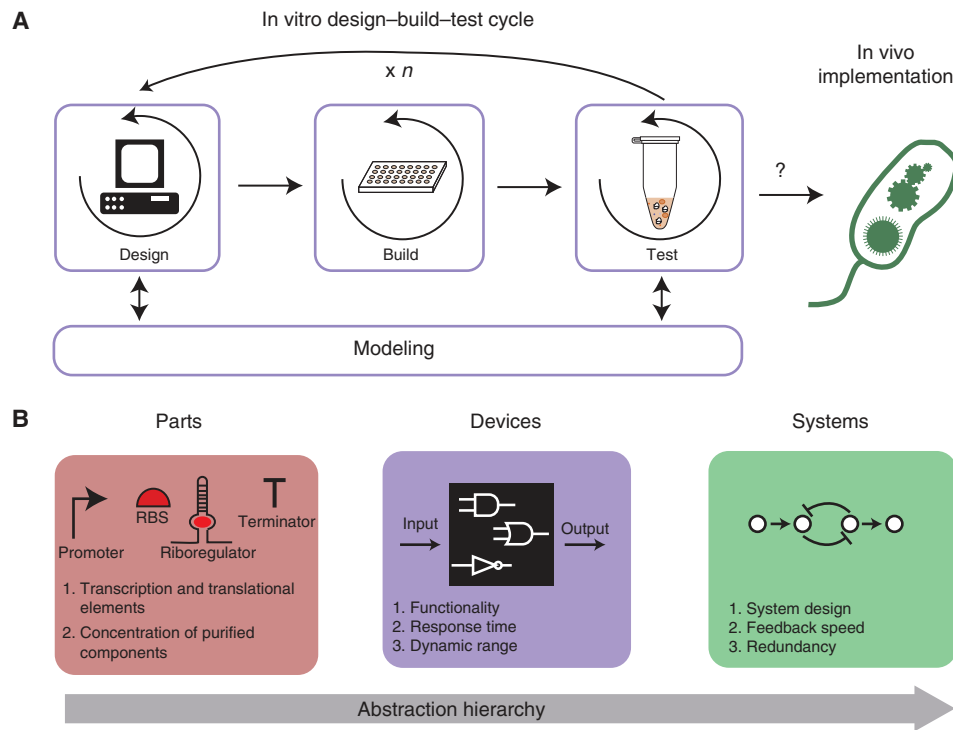 A
In vitro design–build–test cycle
x n
In vivo
implementation
?
Design
Build
Test
Modeling
B
Parts
Devices
Systems
RBS
Terminator
Promoter
Riboregulator
1. Transcription and translational
elements
2. Concentration of purified
components
Input
Output
1. Functionality
2. Response time
3. Dynamic range
1. System design
2. Feedback speed
3. Redundancy
Abstraction hierarchy